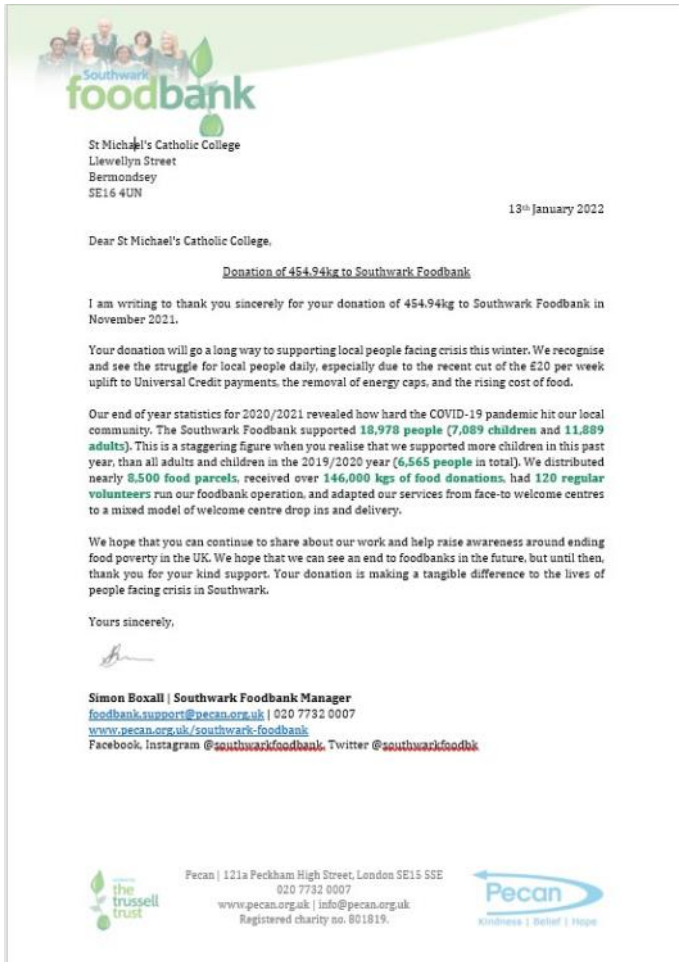 Southwark
foodbank
St Michael's Catholic College
Llewellyn Street
Bermondsey
SE16 4UN
13th January 2022
Dear St Michael's Catholic College,
Donation of 454.94kg to Southwark Foodbank
I am writing to thank you sincerely for your donation of 454.94kg to Southwark Foodbank in
November 2021.
Your donation will go a long way to supporting local people facing crisis this winter. We recognise
and see the struggle for local people daily, especially due to the recent cut of the £20 per week
uplift to Universal Credit payments, the removal of energy caps, and the rising cost of food.
Our end of year statistics for 2020/2021 revealed how hard the COVID-19 pandemic hit our local
community. The Southwark Foodbank supported 18,978 people (7,089 children and 11,889
adults). This is a staggering figure when you realise that we supported more children in this past
year, than all adults and children in the 2019/2020 year (6,565 people in total). We distributed
nearly 8,500 food parcels, received over 146,000 kgs of food donations, had 120 regular
volunteers run our foodbank operation, and adapted our services from face-to welcome centres
to a mixed model of welcome centre drop ins and delivery.
We hope that you can continue to share about our work and help raise awareness around ending
food poverty in the UK. We hope that we can see an end to foodbanks in the future, but until then,
thank you for your kind support. Your donation is making a tangible difference to the lives of
people facing crisis in Southwark.
Yours sincerely,
Simon Boxall | Southwark Foodbank Manager
foodbank.support@pecan.org.uk | 020 7732 0007
www.pecan.org.uk/southwark-foodbank
Facebook, Instagram @southwarkfoodbank, Twitter @southwarkfoodbk
the
trussell
trust
Pecan | 121a Peckham High Street, London SE15 5SE
020 7732 0007
www.pecan.org.uk | info@pecan.org.uk
Registered charity no. 801819.
Pecan
Kindness | Belief | Hope